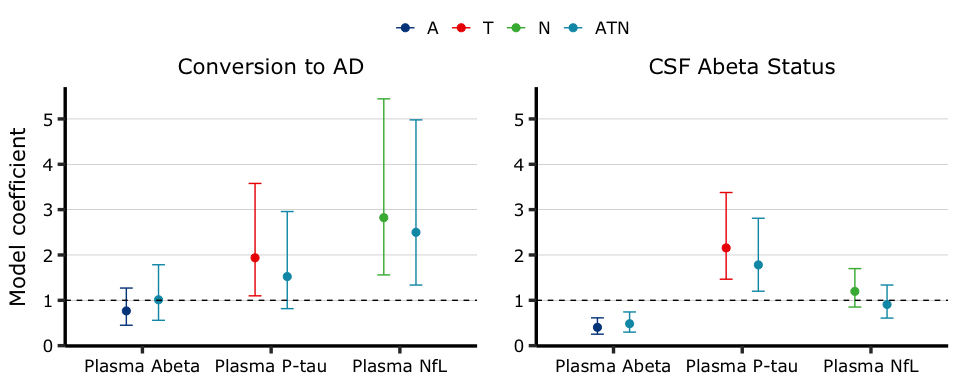 A T N ATN
Conversion to AD
CSF Abeta Status
Model coefficient
5
4
3
2
1
0
Plasma Abeta Plasma P-tau Plasma NfL
5
4
3
2
1
0
Plasma Abeta Plasma P-tau Plasma NfL